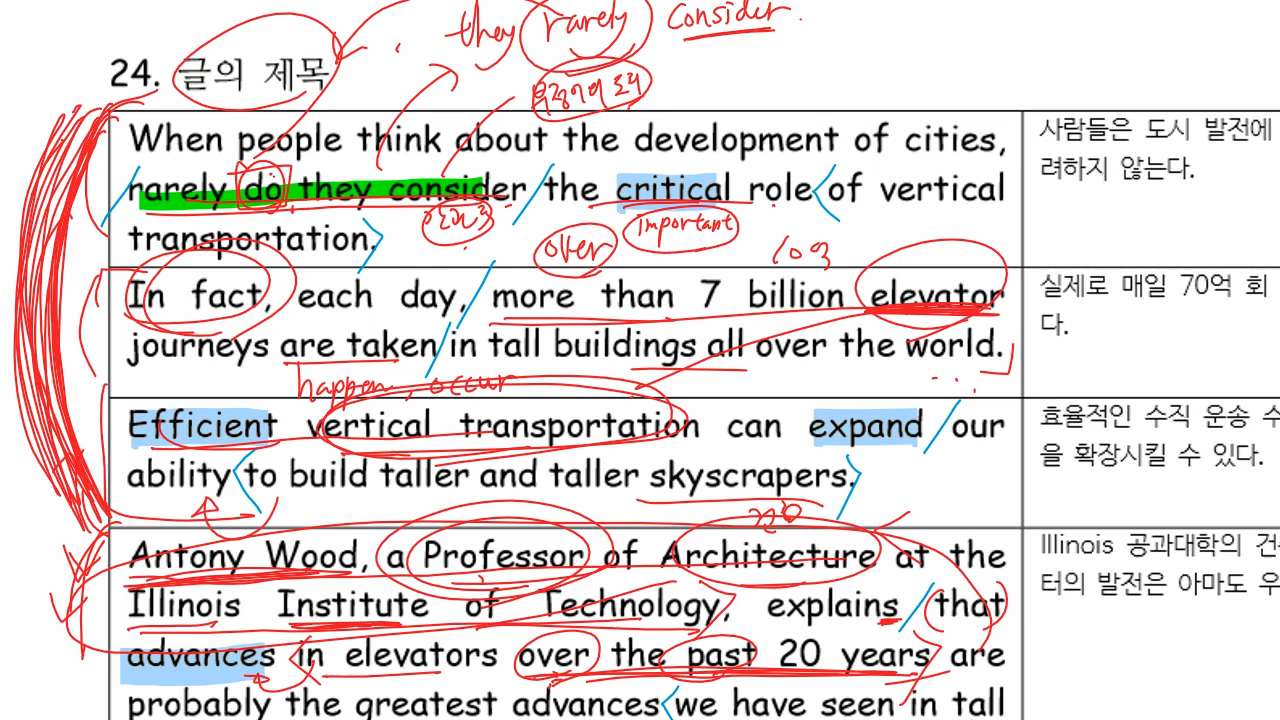 they rarely consider.
24. 글의 제목
부정어 도치
When people think about the development of cities,
rarely do they consider the critical role of vertical
transportation.
사람들은 도시 발전에
려하지 않는다.
over
important
10억
In fact, each day, more than 7 billion elevator
journeys are taken in tall buildings all over the world.
실제로 매일 70억 회
다.
happen, occur
Efficient vertical transportation can expand our
ability to build taller and taller skyscrapers.
효율적인 수직 운송 수
을 확장시킬 수 있다.
Antony Wood, a Professor of Architecture at the
Illinois Institute of Technology, explains that
advances in elevators over the past 20 years are
probably the greatest advances we have seen in tall
Illinois 공과대학의 건
터의 발전은 아마도 우